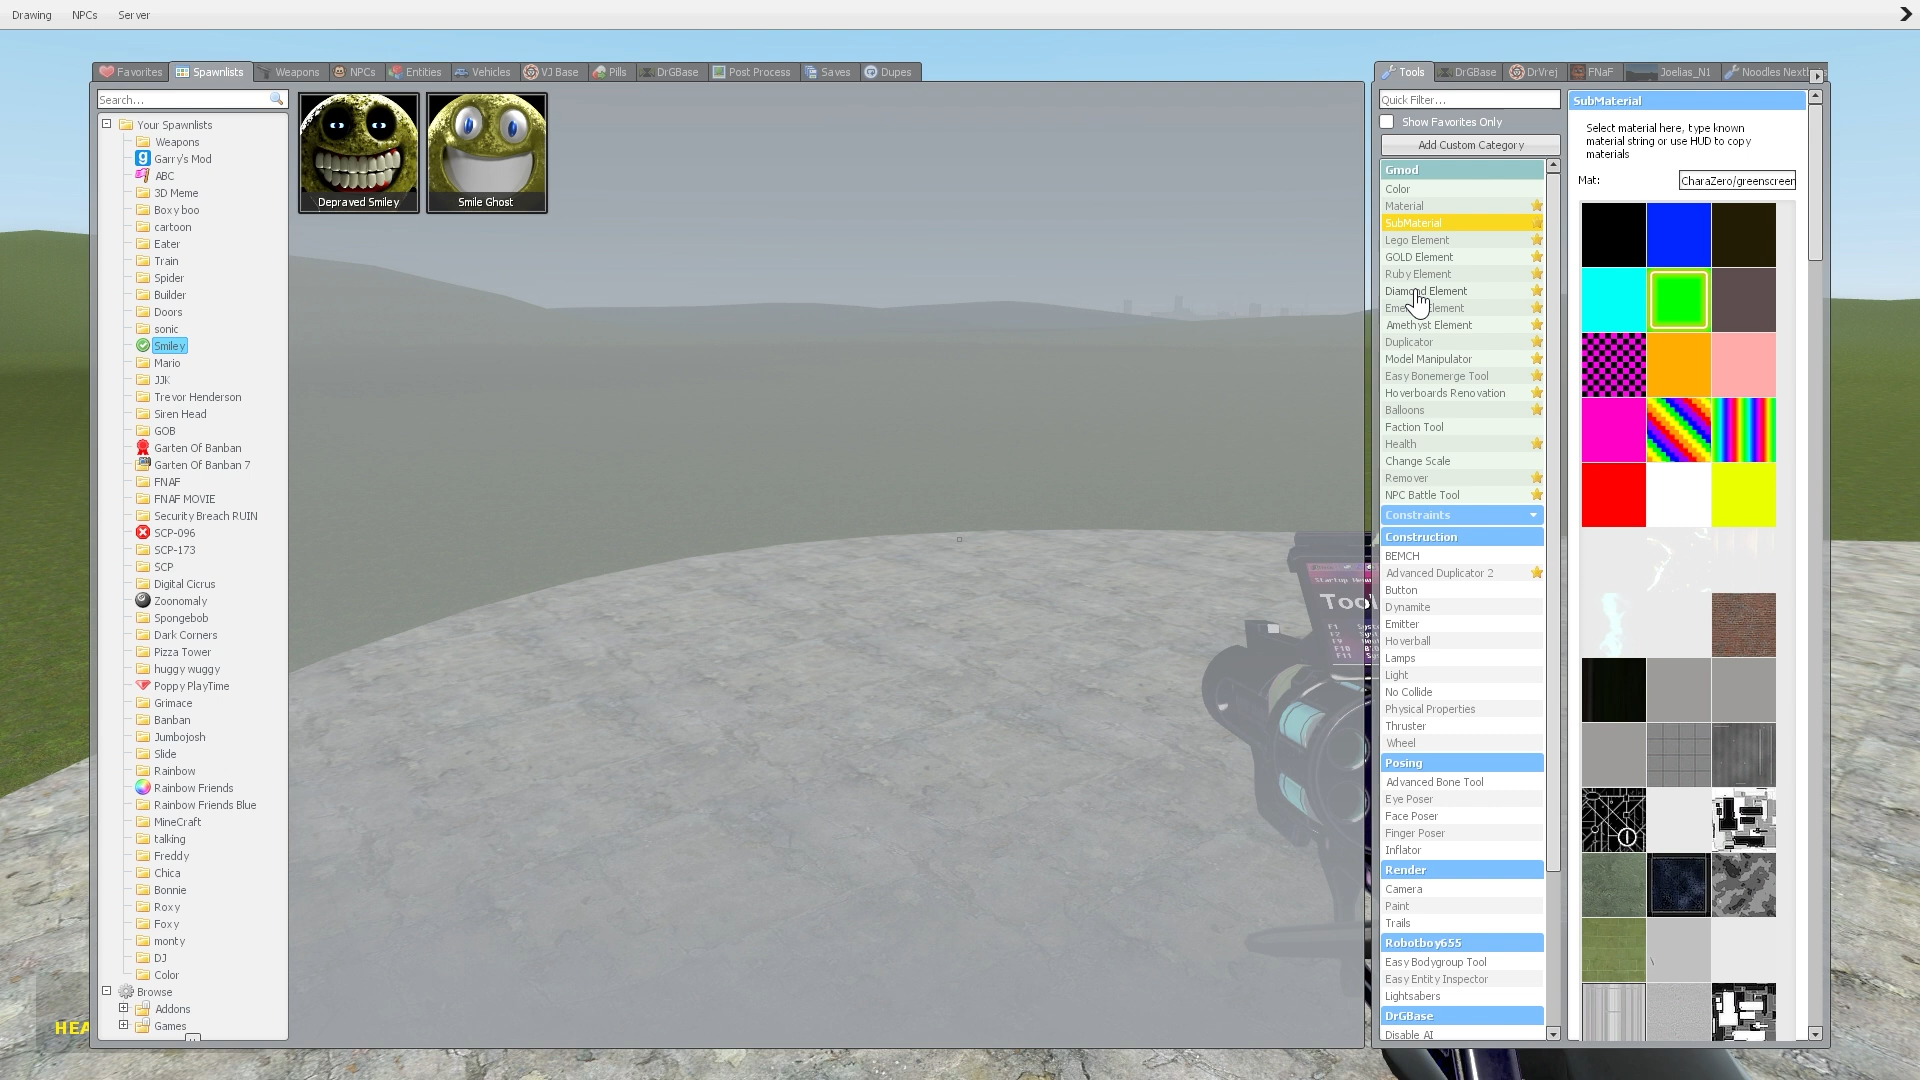 Drawing NPCs Server
Favorites Spawnlists Weapons NPCs Entities Vehicles VJ Base Pills DrGBase Post Process Saves Dupes
Search...
Your Spawnlists
Weapons
Garry's Mod
ABC
3D Meme
Boxy boo
cartoon
Eater
Train
Spider
Builder
Doors
sonic
Smiley
Mario
JJK
Trevor Henderson
Siren Head
GOB
Garten Of Banban
Garten Of Banban 7
FNAF
FNAF MOVIE
Security Breach RUIN
SCP-096
SCP-173
SCP
Digital Cicrus
Zoonomaly
Spongebob
Dark Corners
Pizza Tower
huggy wuggy
Poppy PlayTime
Grimace
Banban
Jumbojosh
Slide
Rainbow
Rainbow Friends
Rainbow Friends Blue
MineCraft
talking
Freddy
Chica
Bonnie
Roxy
Foxy
monty
DJ
Color
Browse
Addons
Games
HEA
Depraved Smiley
Smile Ghost
Tool
F1
F2
F9
F10
F11
Tools DrGBase DrVrej FNaF Joelias_N1 Noodles Next
Quick Filter...
Show Favorites Only
Add Custom Category
Gmod
Color
Material
SubMaterial
Lego Element
GOLD Element
Ruby Element
Diamond Element
Element
Amethyst Element
Duplicator
Model Manipulator
Easy Bonemerge Tool
Hoverboards Renovation
Balloons
Faction Tool
Health
Change Scale
Remover
NPC Battle Tool
Constraints
Construction
BEMCH
Advanced Duplicator 2
Button
Dynamite
Emitter
Hoverball
Lamps
Light
No Collide
Physical Properties
Thruster
Wheel
Posing
Advanced Bone Tool
Eye Poser
Face Poser
Finger Poser
Inflator
Render
Camera
Paint
Trails
Robotboy655
Easy Bodygroup Tool
Easy Entity Inspector
Lightsabers
DrGBase
Disable AI
SubMaterial
Select material here, type known
material string or use HUD to copy
materials
Mat: CharaZero/greenscreen